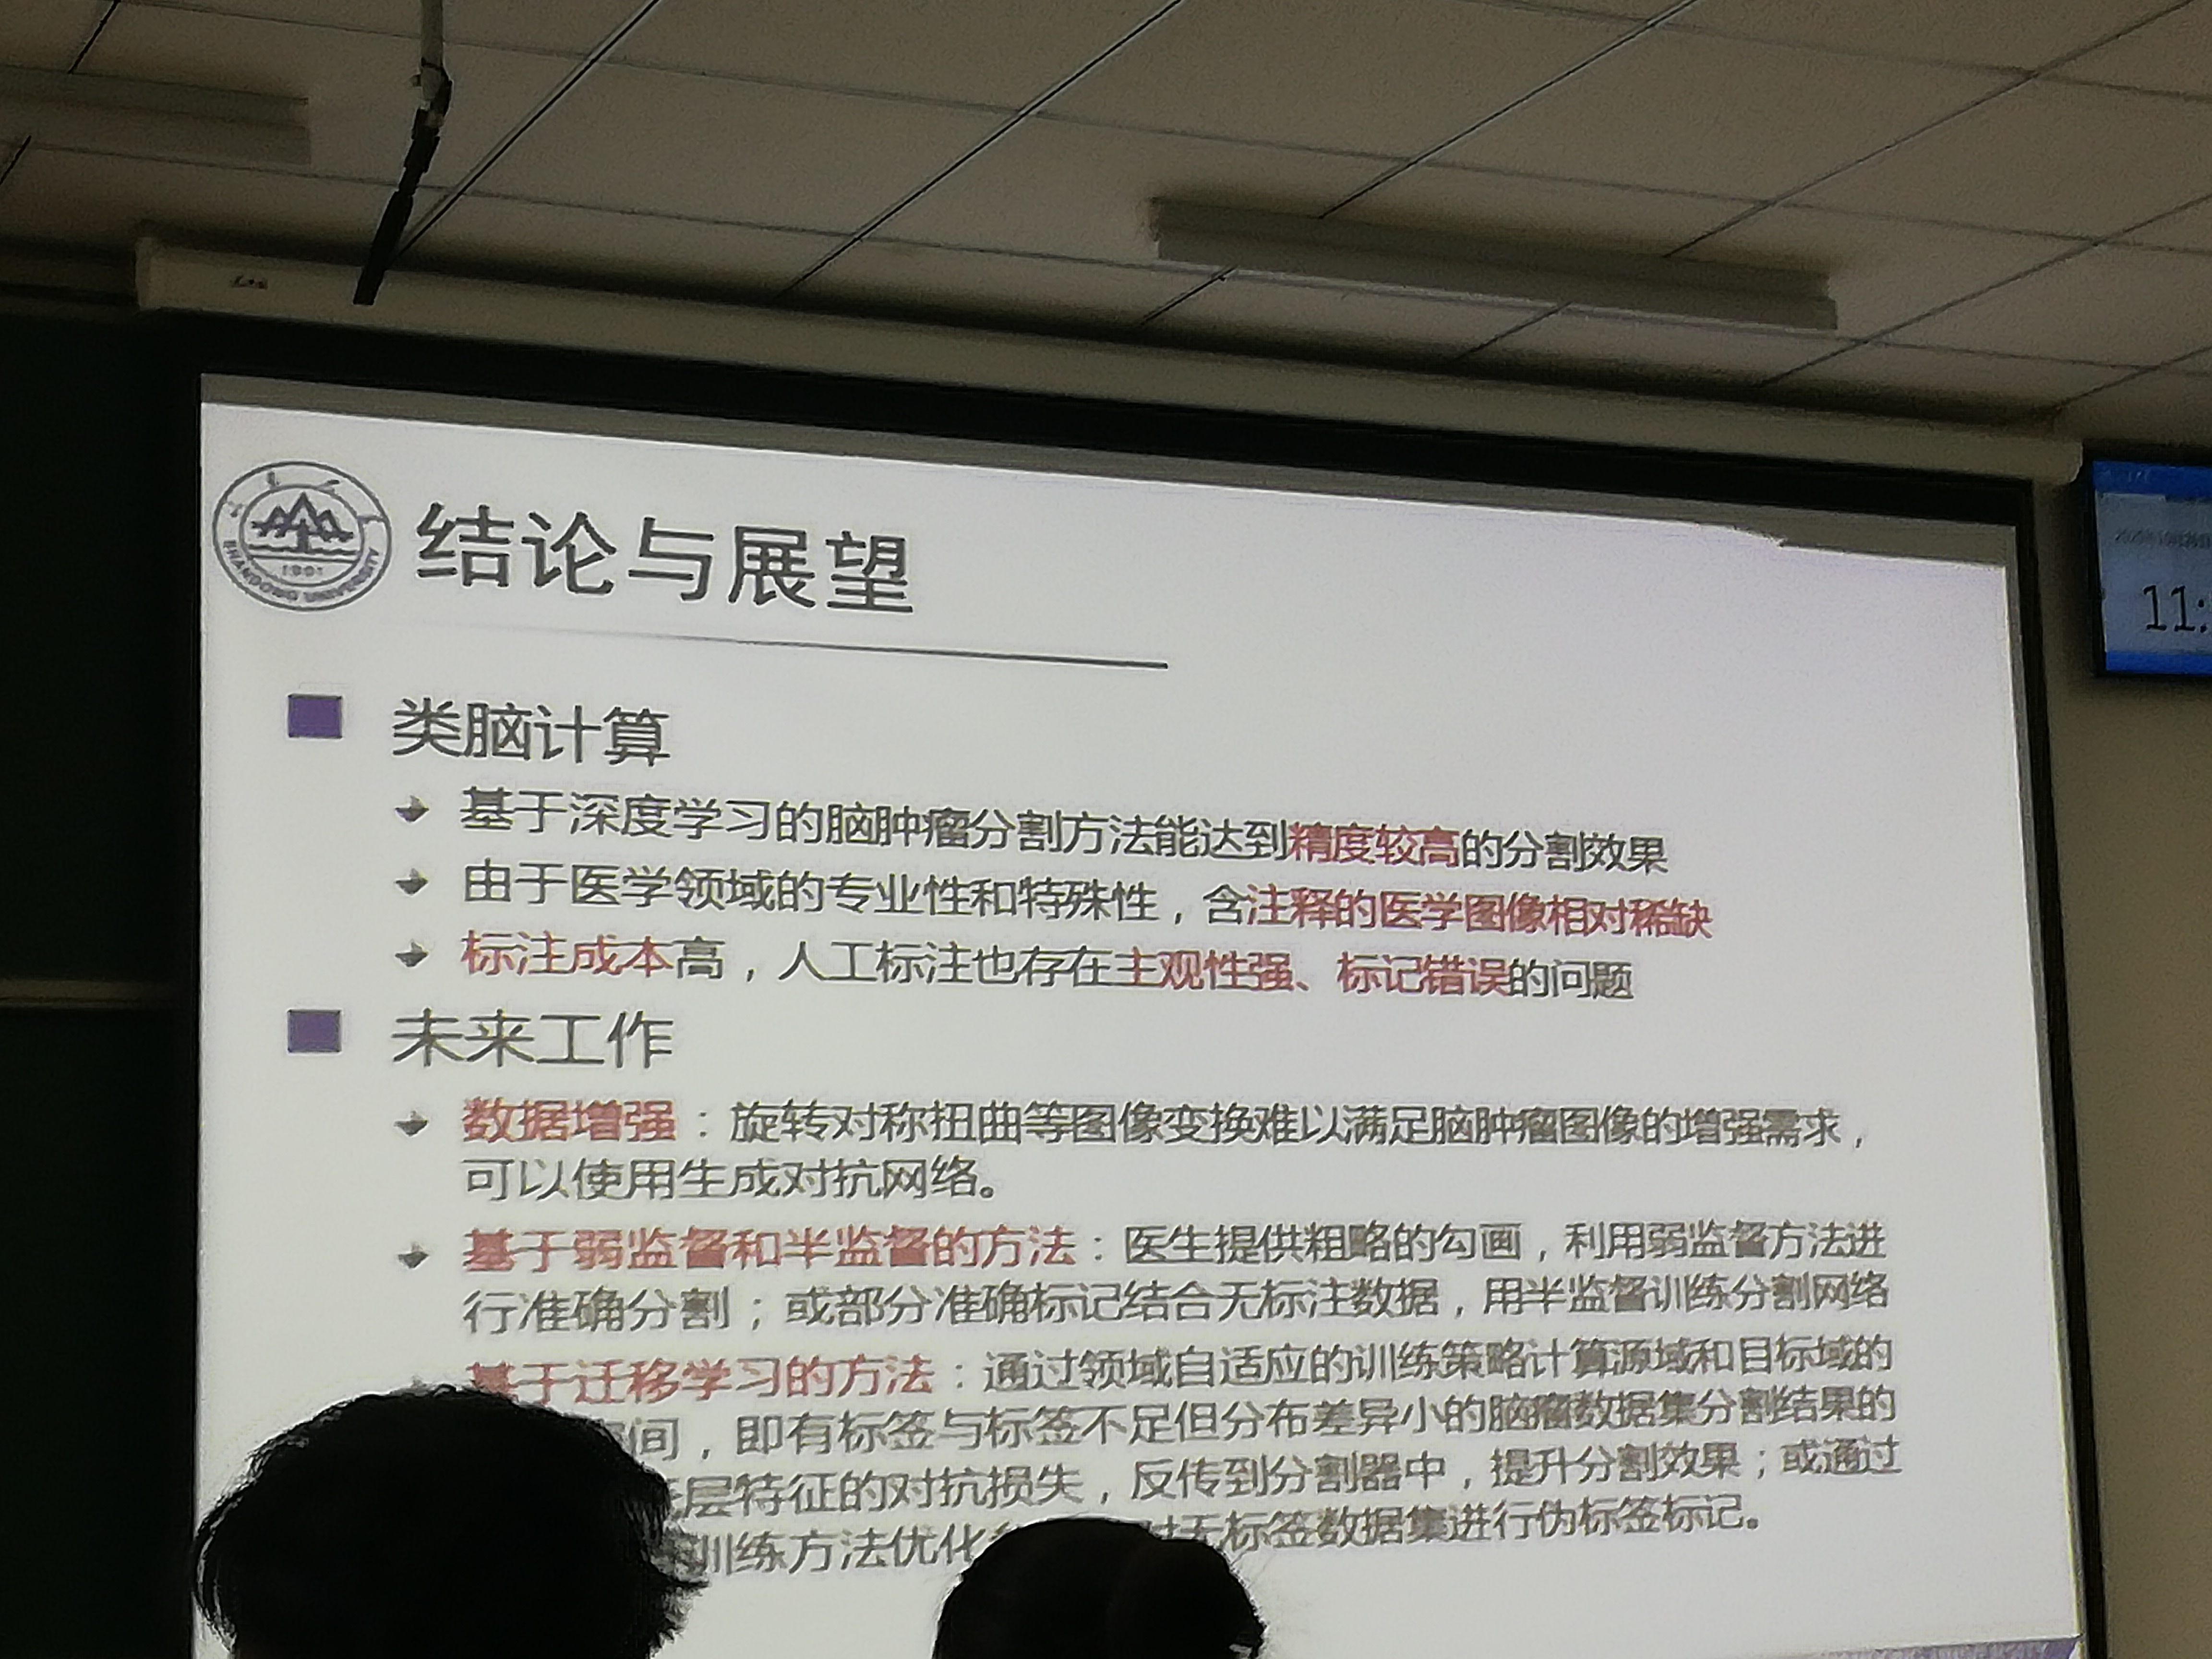 SHANDONG UNIVERSITY
1901
结论与展望
类脑计算
基于深度学习的脑肿瘤分割方法能达到精度较高的分割效果
由于医学领域的专业性和特殊性，含注释的医学图像相对稀缺
标注成本高，人工标注也存在主观性强、标记错误的问题
未来工作
数据增强：旋转对称扭曲等图像变换难以满足脑肿瘤图像的增强需求，
可以使用生成对抗网络。
基于弱监督和半监督的方法：医生提供粗略的勾画，利用弱监督方法进
行准确分割；或部分准确标记结合无标注数据，用半监督训练分割网络
基于迁移学习的方法：通过领域自适应的训练策略计算源域和目标域的
间，即有标签与标签不足但分布差异小的脑瘤数据集分割结果的
层特征的对抗损失，反传到分割器中，提升分割效果；或通过
训练方法优化 对无标签数据集进行伪标签标记。
11: